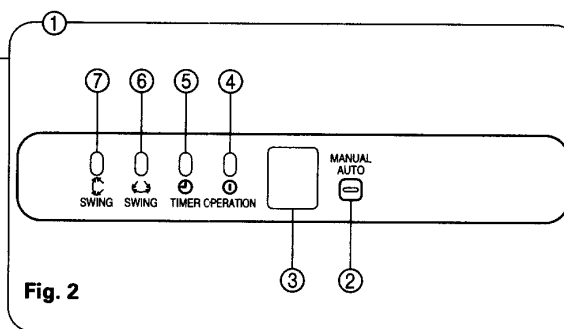 ①
⑦ ⑥ ⑤ ④
MANUAL
AUTO
SWING SWING TIMER OPERATION
③ ②
Fig. 2